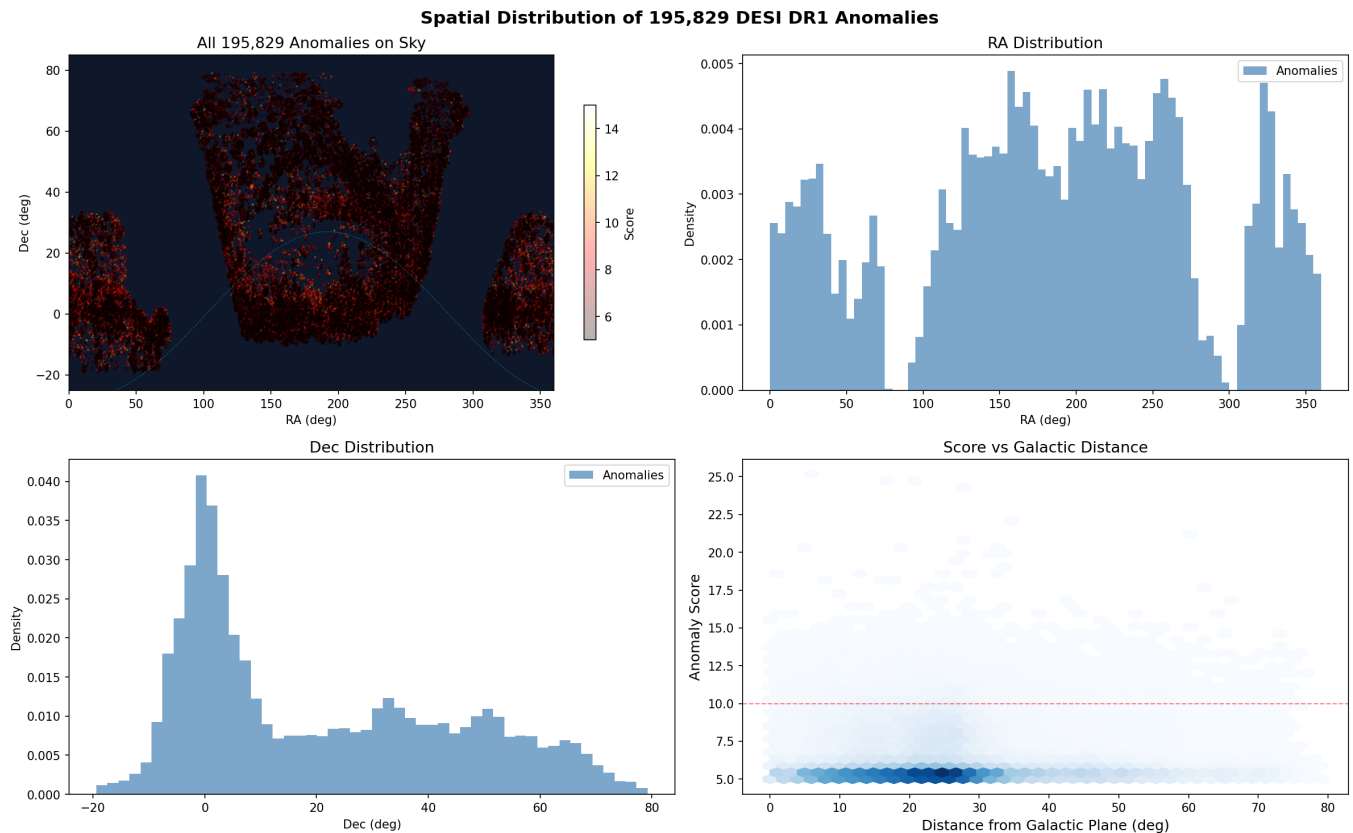 Spatial Distribution of 195,829 DESI DR1 Anomalies
All 195,829 Anomalies on Sky
80
60
40
20
0
−20
Dec (deg)
0 50 100 150 200 250 300 350
RA (deg)
14
12
10
8
6
Score
RA Distribution
Anomalies
0.005
0.004
0.003
0.002
0.001
0.000
Density
0 50 100 150 200 250 300 350
RA (deg)
Dec Distribution
Anomalies
0.040
0.035
0.030
0.025
0.020
0.015
0.010
0.005
0.000
Density
−20 0 20 40 60 80
Dec (deg)
Score vs Galactic Distance
25.0
22.5
20.0
17.5
15.0
12.5
10.0
7.5
5.0
Anomaly Score
0 10 20 30 40 50 60 70 80
Distance from Galactic Plane (deg)